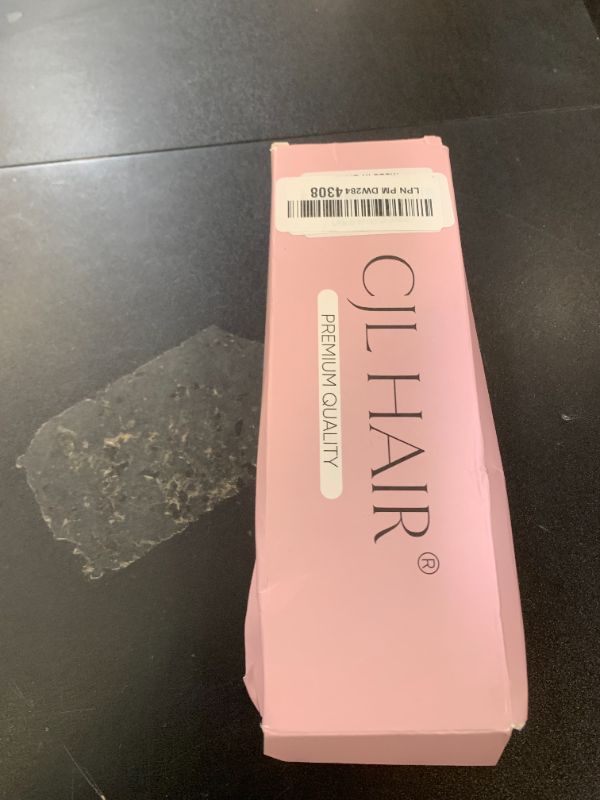 LPN PM DW284 4308
CJL HAIR®
PREMIUM QUALITY